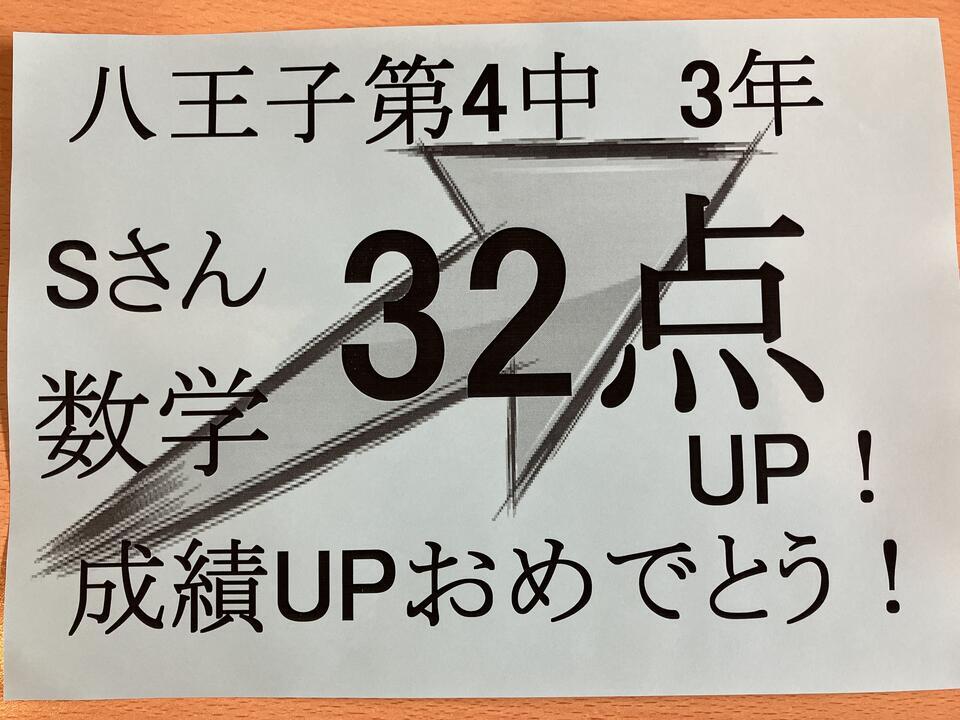 八王子第4中 3年
Sさん
32点
数学
UP！
成績UPおめでとう！